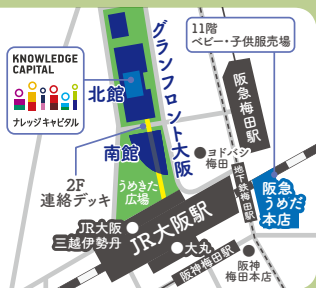 11階
ベビー・子供服売場
KNOWLEDGE
CAPITAL
ナレッジキャピタル
グランフロント大阪
北館
南館
阪急梅田駅
ヨドバシ
梅田
2F
連絡デッキ
うめきた
広場
地下鉄梅田駅
阪急
うめだ
本店
JR大阪
三越伊勢丹
JR大阪駅
大丸
阪神梅田駅
阪神
梅田本店